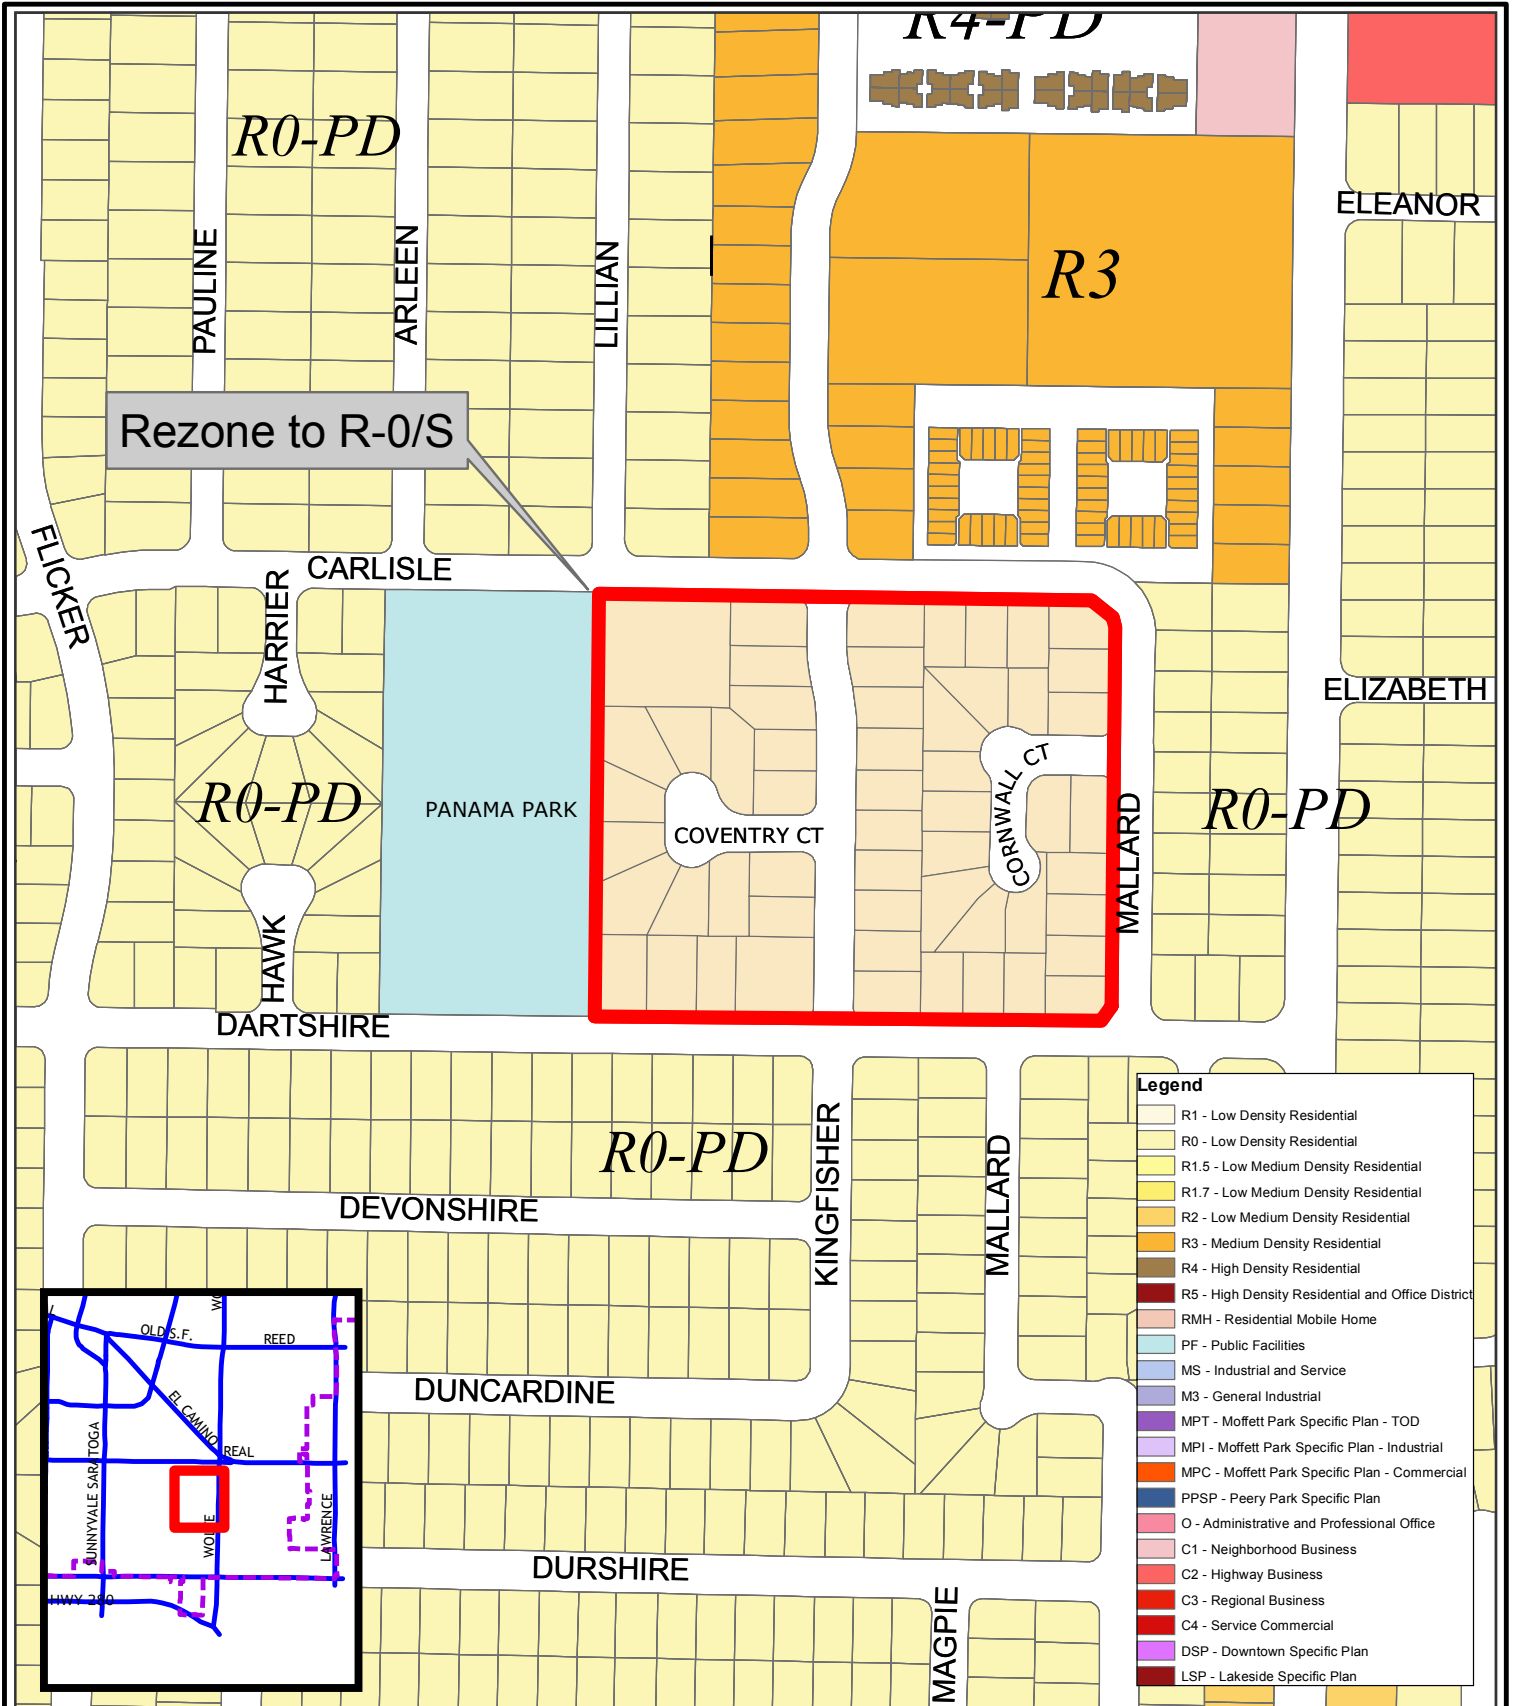 R4-PD
R0-PD
ELEANOR
PAULINE
ARLEEN
LILLIAN
R3
Rezone to R-0/S
FLICKER
CARLISLE
HARRIER
ELIZABETH
R0-PD
PANAMA PARK
COVENTRY CT
CORNWALL CT
MALLARD
R0-PD
HAWK
DARTSHIRE
R0-PD
KINGFISHER
MALLARD
DEVONSHIRE
DUNCARDINE
DURSHIRE
MAGPIE
OLD S.F.
REED
EL CAMINO
REAL
SUNNYVALE SARATOGA
WOLFE
LAWRENCE
HWY 280
Legend
R1 - Low Density Residential
R0 - Low Density Residential
R1.5 - Low Medium Density Residential
R1.7 - Low Medium Density Residential
R2 - Low Medium Density Residential
R3 - Medium Density Residential
R4 - High Density Residential
R5 - High Density Residential and Office District
RMH - Residential Mobile Home
PF - Public Facilities
MS - Industrial and Service
M3 - General Industrial
MPT - Moffett Park Specific Plan - TOD
MPI - Moffett Park Specific Plan - Industrial
MPC - Moffett Park Specific Plan - Commercial
PPSP - Peery Park Specific Plan
O - Administrative and Professional Office
C1 - Neighborhood Business
C2 - Highway Business
C3 - Regional Business
C4 - Service Commercial
DSP - Downtown Specific Plan
LSP - Lakeside Specific Plan